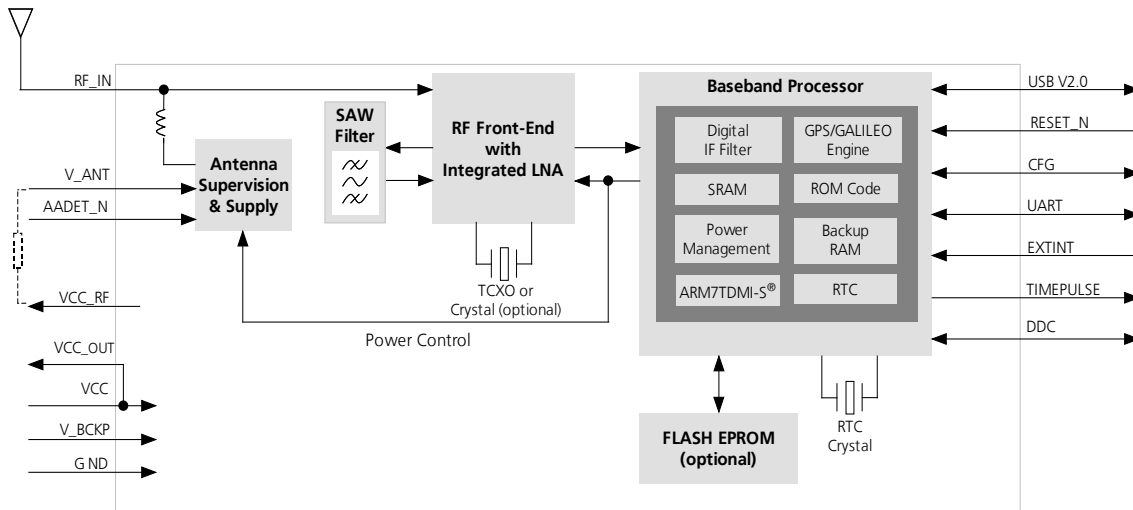 RF_IN
V_ANT
AADET_N
VCC_RF
VCC_OUT
VCC
V_BCKP
GND
Antenna
Supervision
& Supply
SAW
Filter
RF Front-End
with
Integrated LNA
TCXO or
Crystal (optional)
Power Control
Baseband Processor
Digital
IF Filter
GPS/GALILEO
Engine
SRAM
ROM Code
Power
Management
Backup
RAM
ARM7TDMI-S®
RTC
FLASH EPROM
(optional)
RTC
Crystal
USB V2.0
RESET_N
CFG
UART
EXTINT
TIMEPULSE
DDC